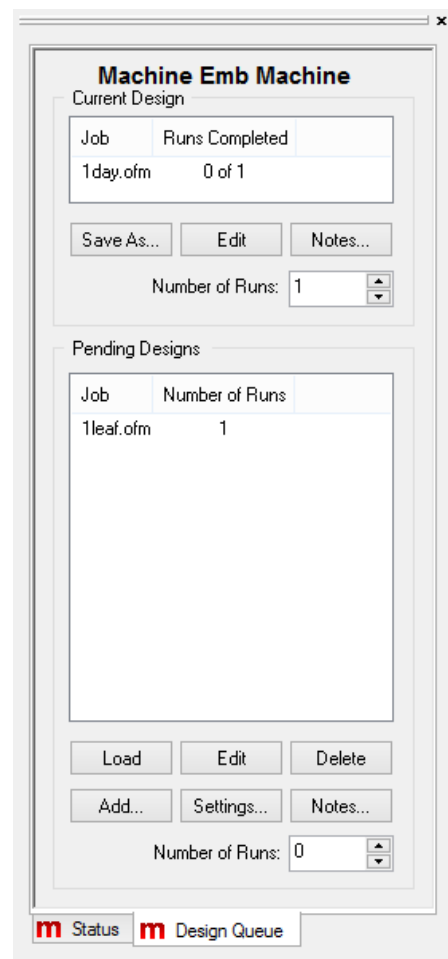 Machine Emb Machine
Current Design
Job Runs Completed
1day.ofm 0 of 1
Save As... Edit Notes...
Number of Runs: 1
Pending Designs
Job Number of Runs
1leaf.ofm 1
Load Edit Delete
Add... Settings... Notes...
Number of Runs: 0
m Status m Design Queue